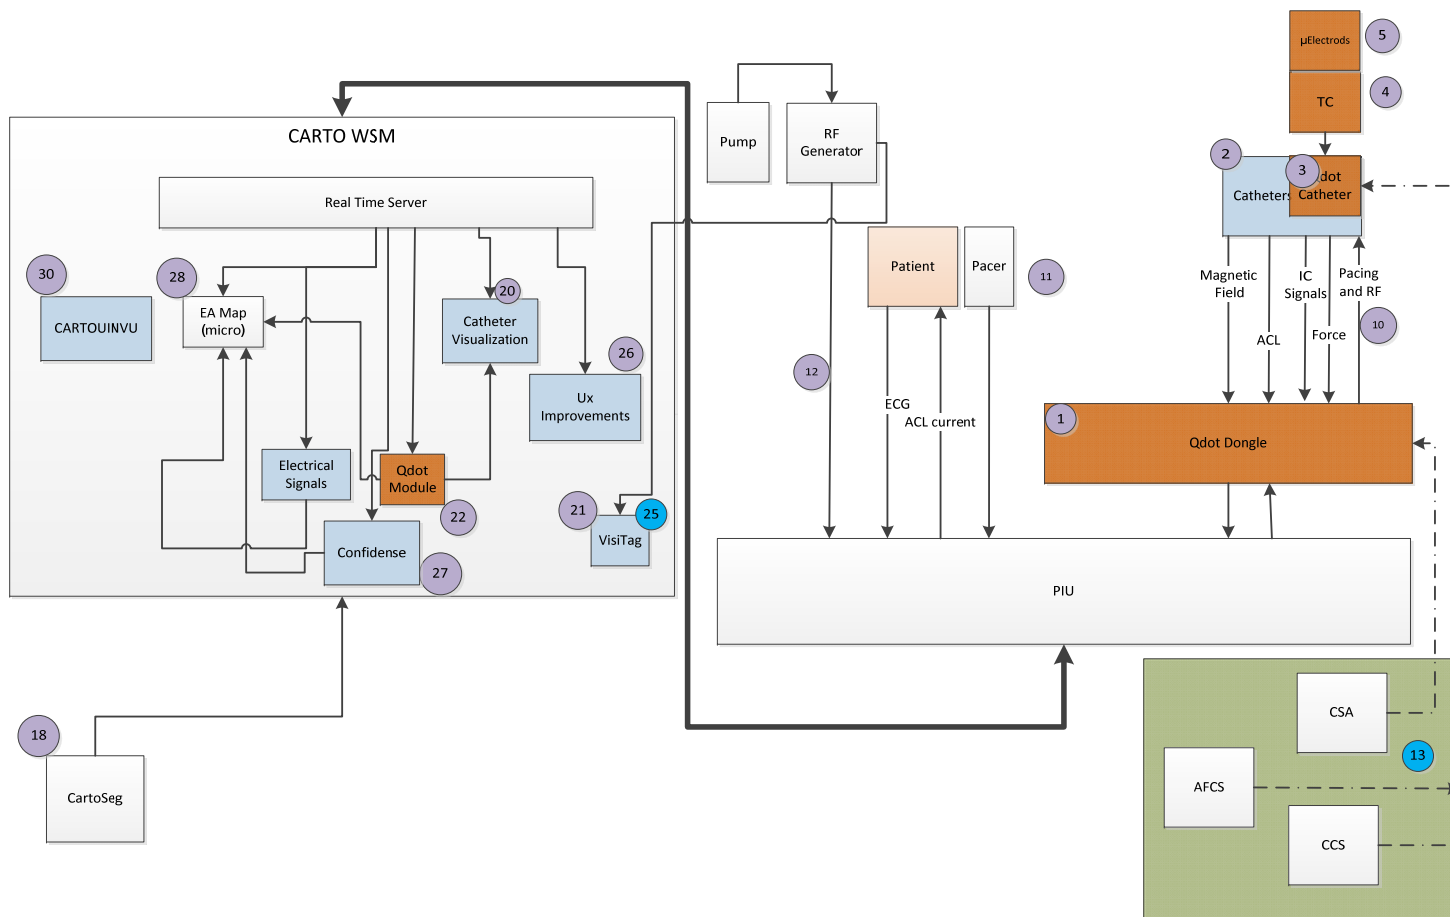 µElectrods
5
TC
4
2
3
Catheters
dot
Catheter
CARTO WSM
Pump
RF
Generator
Real Time Server
Patient
Pacer
11
Magnetic
Field
IC
Signals
Pacing
and RF
ACL
Force
10
30
28
20
CARTOUINVU
EA Map
(micro)
Catheter
Visualization
26
12
Ux
Improvements
ECG
ACL current
1
Qdot Dongle
Electrical
Signals
Qdot
Module
22
21
25
VisiTag
Confidense
27
PIU
18
CartoSeg
CSA
13
AFCS
CCS